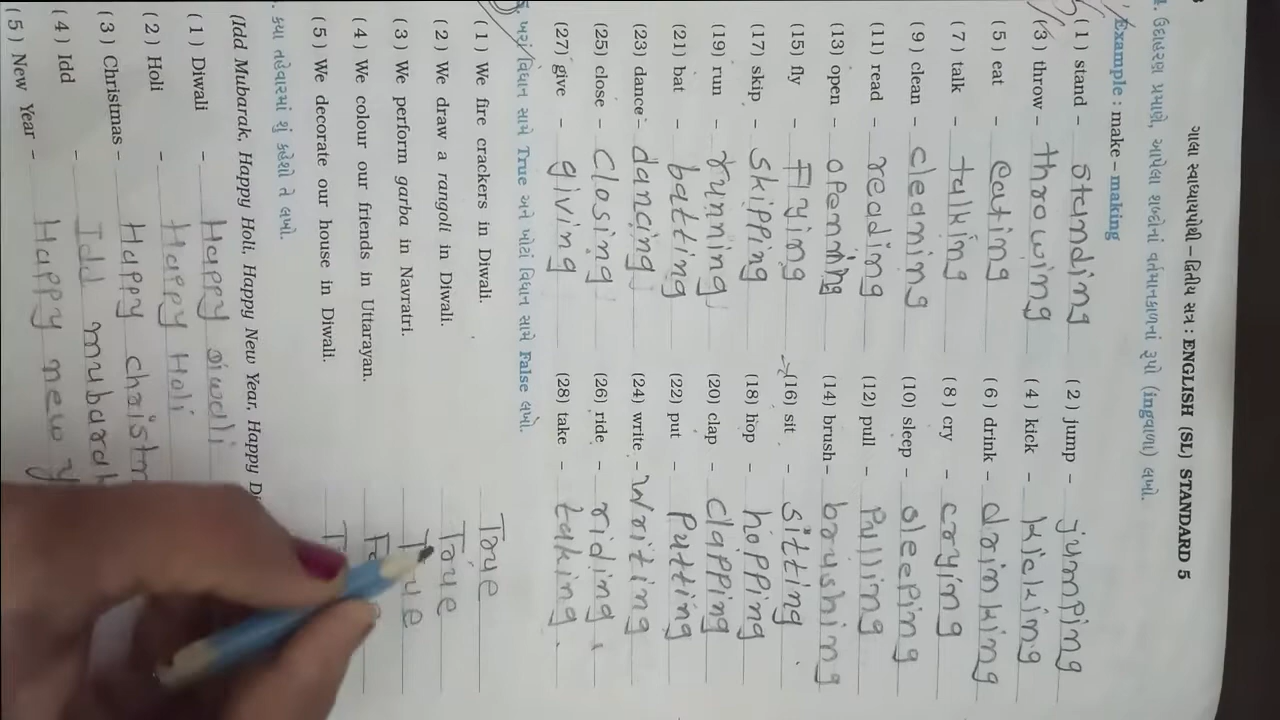 ગાલા સ્વાધ્યાયપોથી – દ્વિતીય સત્ર : ENGLISH (SL) STANDARD 5
ઉદાહરણ પ્રમાણે, આપેલા શબ્દોનાં વર્તમાનકાળનાં રૂપો (ingવાળા) લખો.
Example : make – making
(1) stand – standing (2) jump – jumping
(3) throw – throwing (4) kick – kicking
(5) eat – eating (6) drink – drinking
(7) talk – talking (8) cry – crying
(9) clean – cleaning (10) sleep – sleeping
(11) read – reading (12) pull – pulling
(13) open – openning (14) brush – brushing
(15) fly – Flying (16) sit – sitting
(17) skip – skipping (18) hop – hopping
(19) run – running (20) clap – clapping
(21) bat – batting (22) put – putting
(23) dance – dancing (24) write – writing
(25) close – closing (26) ride – riding
(27) give – giving (28) take – taking
ખરાં વિધાન સામે True અને ખોટાં વિધાન સામે False લખો.
(1) We fire crackers in Diwali. True
(2) We draw a rangoli in Diwali. True
(3) We perform garba in Navratri. True
(4) We colour our friends in Uttarayan.
(5) We decorate our house in Diwali.
કયા તહેવારમાં શું કહેશો તે લખો.
(Idd Mubarak, Happy Holi, Happy New Year, Happy
(1) Diwali – Happy diwali
(2) Holi – Happy Holi
(3) Christmas – Happy christm
(4) Idd – Idd mubarak
(5) New Year – Happy new y